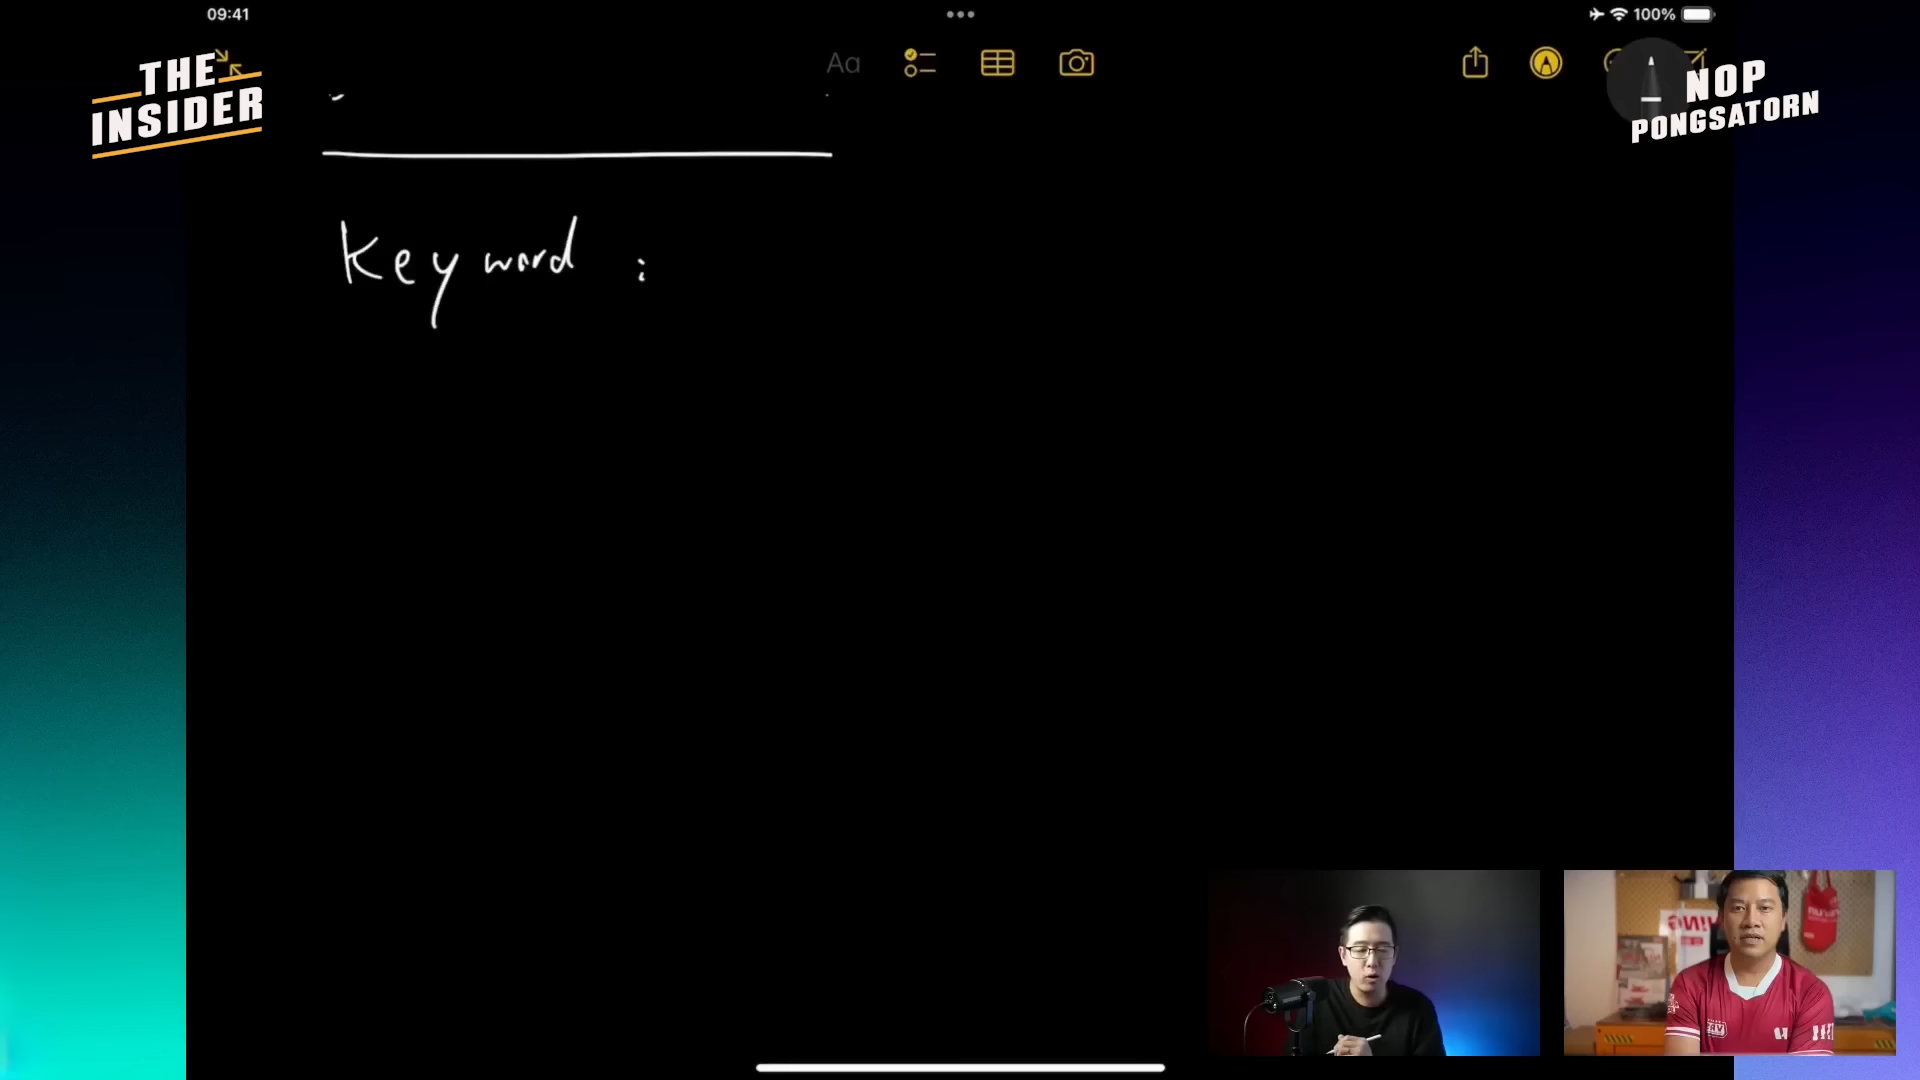 09:41
100%
THE
INSIDER
Aa
NOP
PONGSATORN
Keyword :